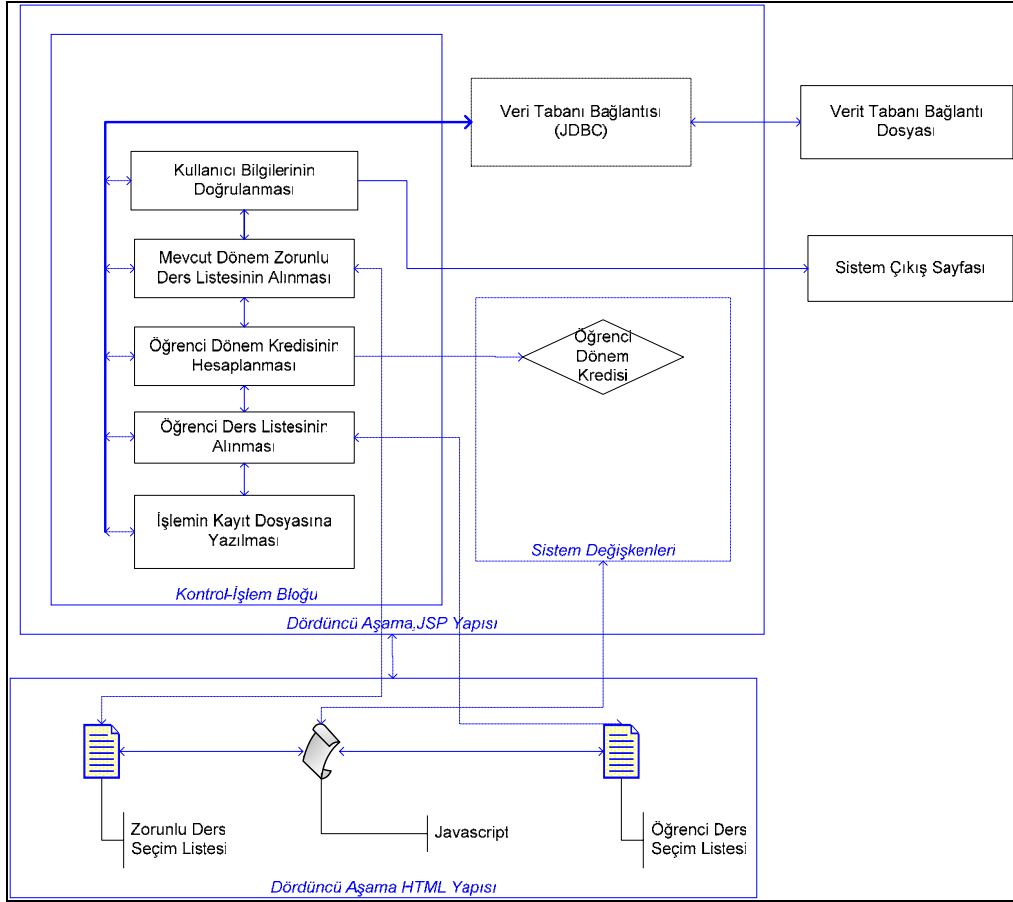 Veri Tabanı Bağlantısı
(JDBC)
Verit Tabanı Bağlantı
Dosyası
Kullanıcı Bilgilerinin
Doğrulanması
Mevcut Dönem Zorunlu
Ders Listesinin Alınması
Sistem Çıkış Sayfası
Öğrenci Dönem Kredisinin
Hesaplanması
Öğrenci
Dönem
Kredisi
Öğrenci Ders Listesinin
Alınması
İşlemin Kayıt Dosyasına
Yazılması
Sistem Değişkenleri
Kontrol-İşlem Bloğu
Dördüncü Aşama,JSP Yapısı
Zorunlu Ders
Seçim Listesi
Javascript
Öğrenci Ders
Seçim Listesi
Dördüncü Aşama HTML Yapısı